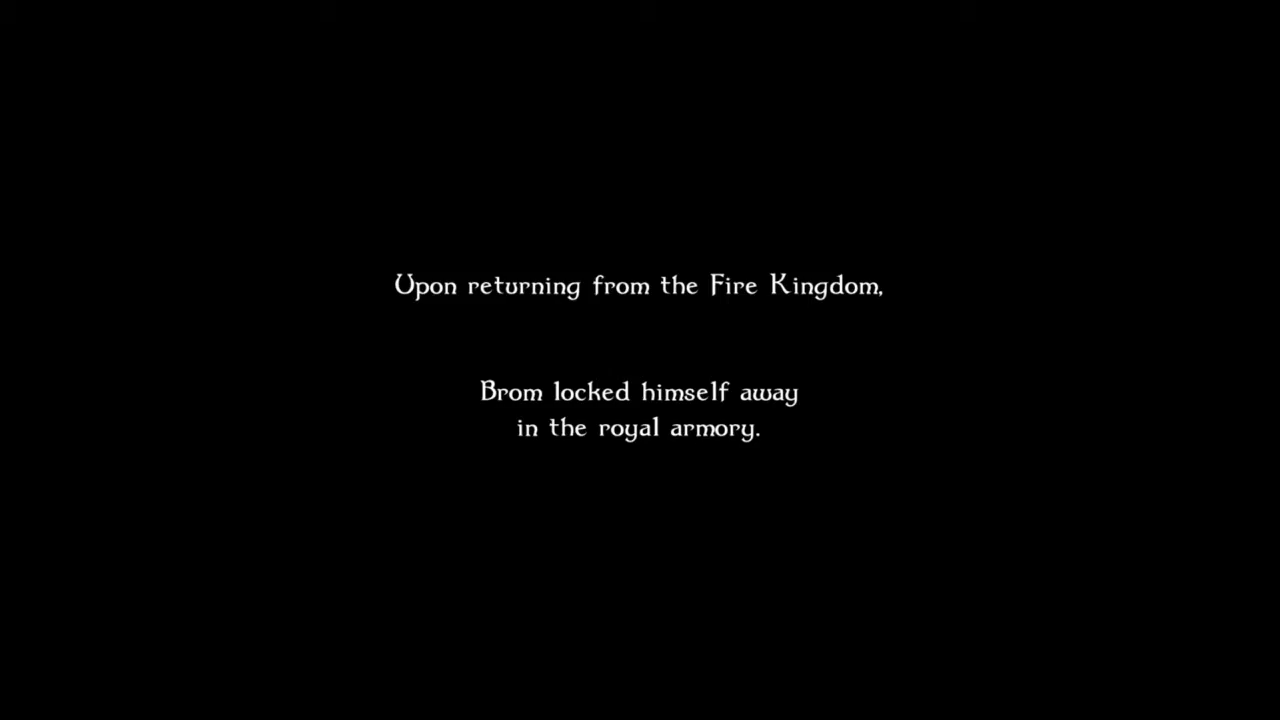 Upon returning from the Fire Kingdom,
Brom locked himself away
in the royal armory.